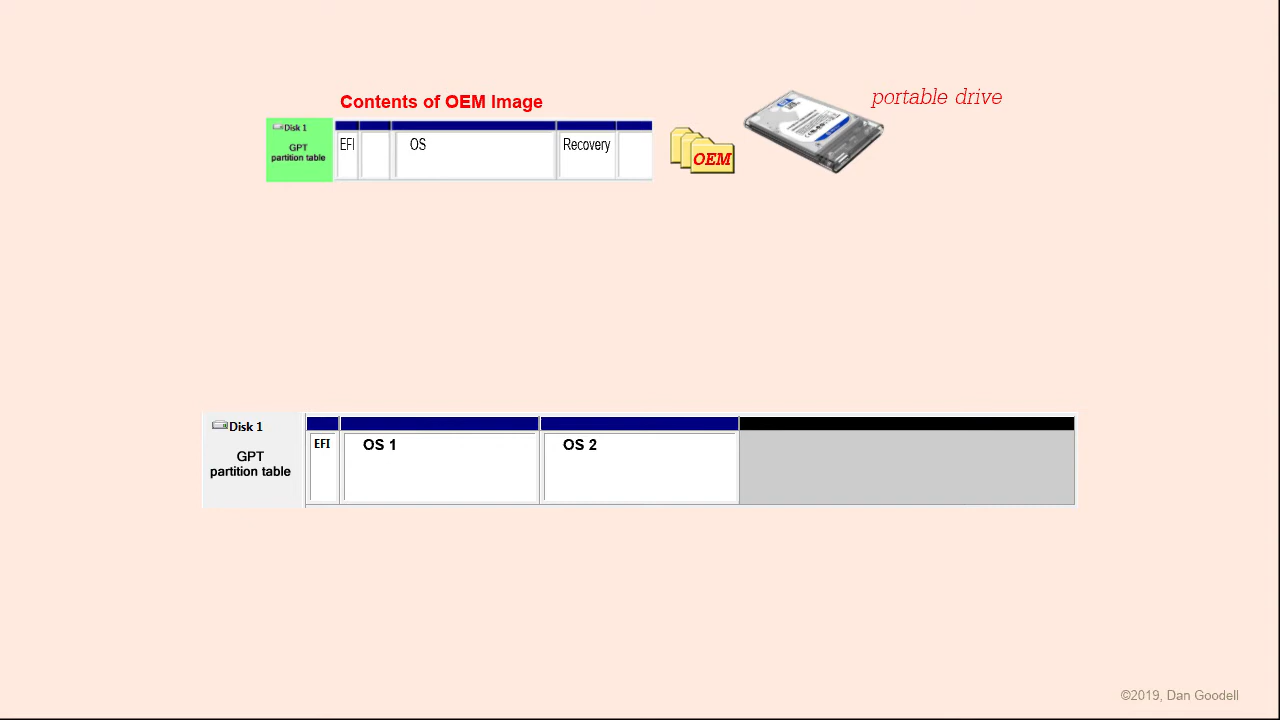 portable drive
Contents of OEM Image
Disk 1
GPT
partition table
EFI
OS
Recovery
OEM
Disk 1
GPT
partition table
EFI
OS 1
OS 2
©2019, Dan Goodell